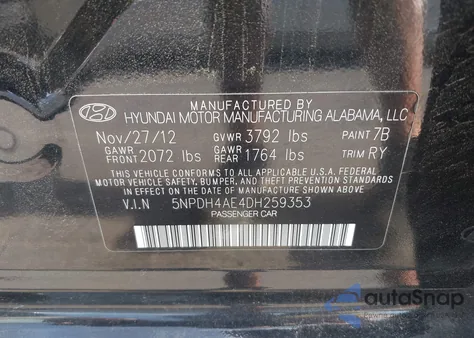 MANUFACTURED BY
HYUNDAI MOTOR MANUFACTURING ALABAMA, LLC
Nov/27/12 GVWR 3792 lbs PAINT 7B
GAWR FRONT 2072 lbs GAWR REAR 1764 lbs TRIM RY
THIS VEHICLE CONFORMS TO ALL APPLICABLE U.S.A. FEDERAL
MOTOR VEHICLE SAFETY, BUMPER, AND THEFT PREVENTION STANDARDS
IN EFFECT ON THE DATE OF MANUFACTURE SHOWN ABOVE.
V.I.N 5NPDH4AE4DH259353
PASSENGER CAR
autoSnap